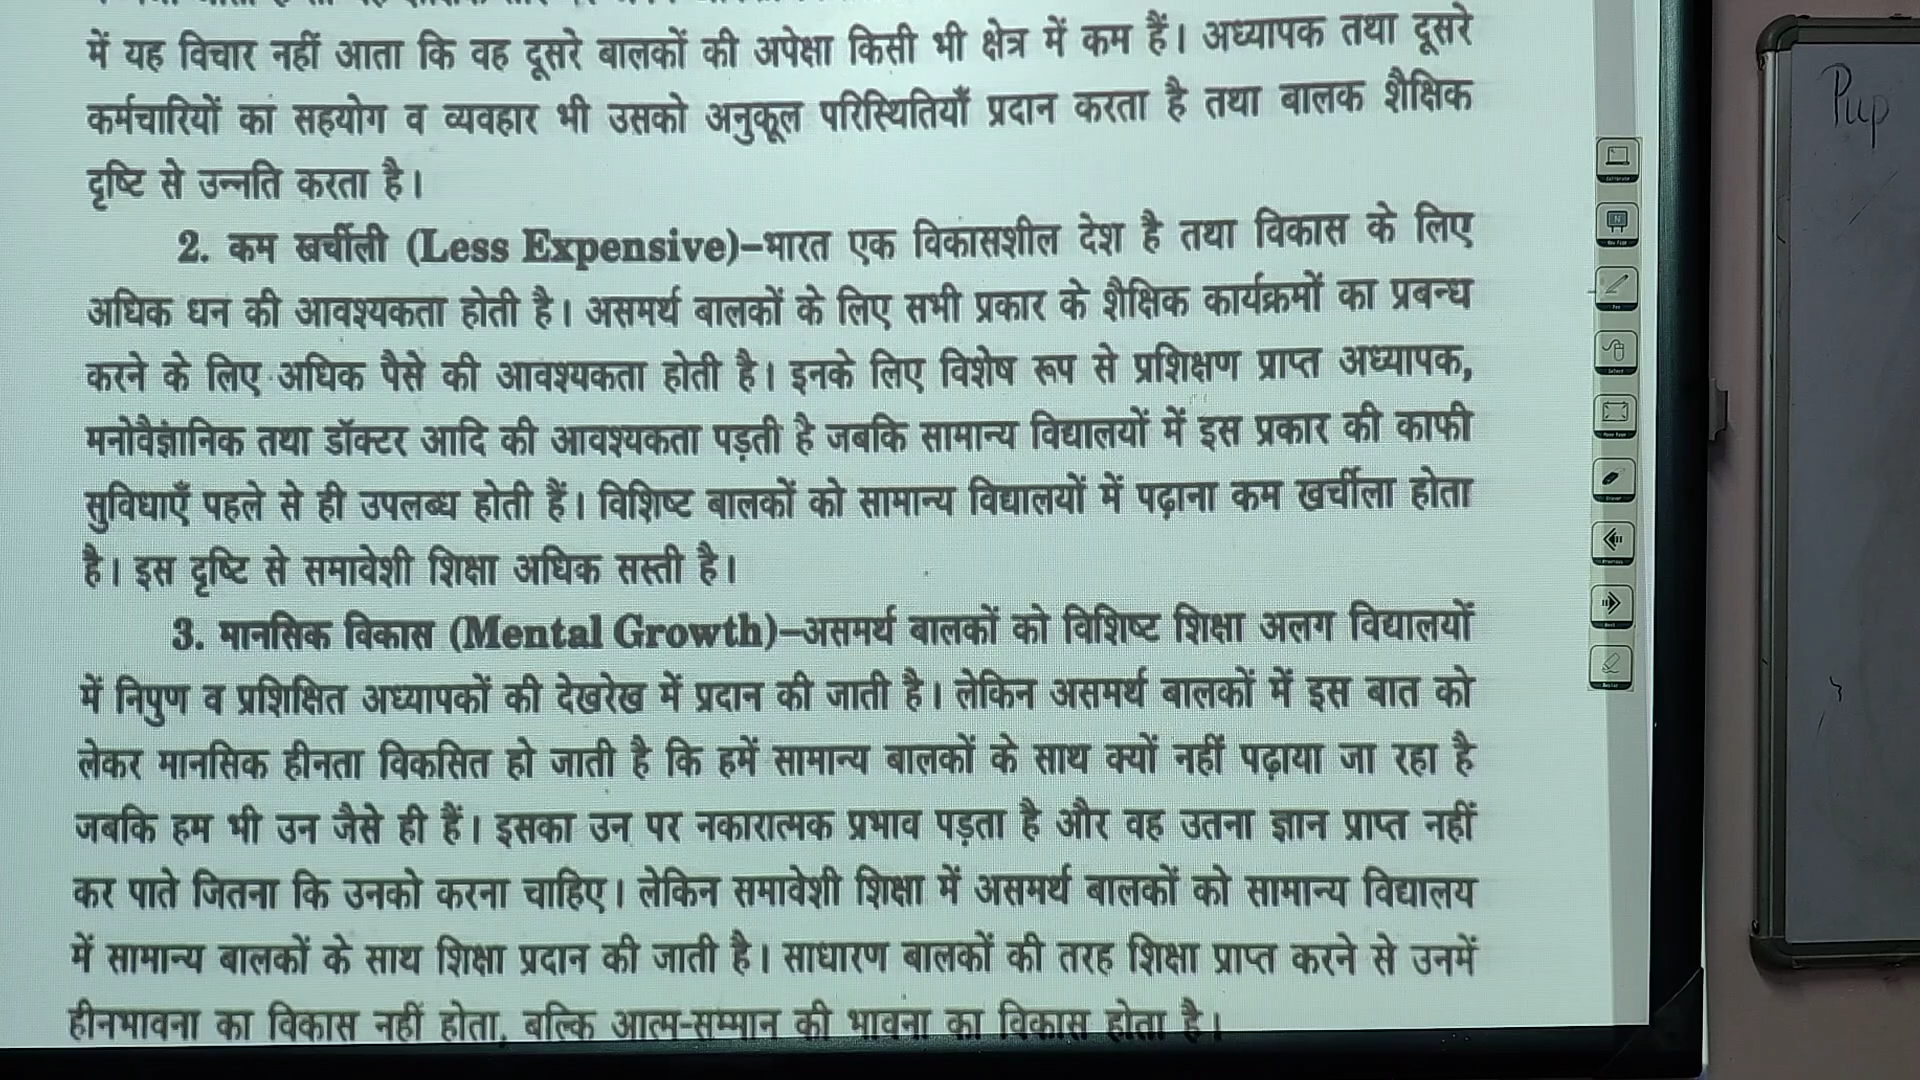 में यह विचार नहीं आता कि वह दूसरे बालकों की अपेक्षा किसी भी क्षेत्र में कम हैं। अध्यापक तथा दूसरे
कर्मचारियों का सहयोग व व्यवहार भी उसको अनुकूल परिस्थितियाँ प्रदान करता है तथा बालक शैक्षिक
दृष्टि से उन्नति करता है।
2. कम खर्चीली (Less Expensive)–भारत एक विकासशील देश है तथा विकास के लिए
अधिक धन की आवश्यकता होती है। असमर्थ बालकों के लिए सभी प्रकार के शैक्षिक कार्यक्रमों का प्रबन्ध
करने के लिए अधिक पैसे की आवश्यकता होती है। इनके लिए विशेष रूप से प्रशिक्षण प्राप्त अध्यापक,
मनोवैज्ञानिक तथा डॉक्टर आदि की आवश्यकता पड़ती है जबकि सामान्य विद्यालयों में इस प्रकार की काफी
सुविधाएँ पहले से ही उपलब्ध होती हैं। विशिष्ट बालकों को सामान्य विद्यालयों में पढ़ाना कम खर्चीला होता
है। इस दृष्टि से समावेशी शिक्षा अधिक सस्ती है।
3. मानसिक विकास (Mental Growth)–असमर्थ बालकों को विशिष्ट शिक्षा अलग विद्यालयों
में निपुण व प्रशिक्षित अध्यापकों की देखरेख में प्रदान की जाती है। लेकिन असमर्थ बालकों में इस बात को
लेकर मानसिक हीनता विकसित हो जाती है कि हमें सामान्य बालकों के साथ क्यों नहीं पढ़ाया जा रहा है
जबकि हम भी उन जैसे ही हैं। इसका उन पर नकारात्मक प्रभाव पड़ता है और वह उतना ज्ञान प्राप्त नहीं
कर पाते जितना कि उनको करना चाहिए। लेकिन समावेशी शिक्षा में असमर्थ बालकों को सामान्य विद्यालय
में सामान्य बालकों के साथ शिक्षा प्रदान की जाती है। साधारण बालकों की तरह शिक्षा प्राप्त करने से उनमें
हीनभावना का विकास नहीं होता, बल्कि आत्म-सम्मान की भावना का विकास होता है।
Pup